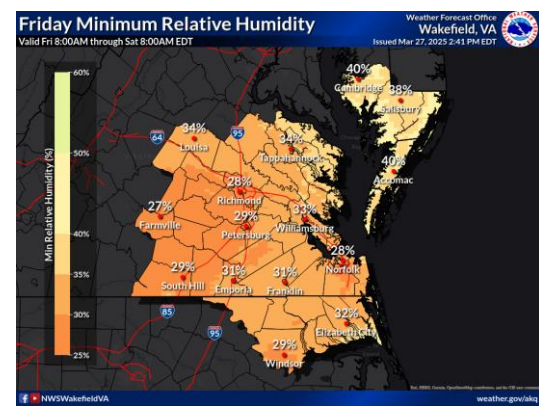 Friday Minimum Relative Humidity
Valid Fri 8:00AM through Sat 8:00AM EDT
Weather Forecast Office
Wakefield, VA
Issued Mar 27, 2025 2:41 PM EDT
Min Relative Humidity (%)
60%
50%
40%
35%
30%
25%
40%
Cambridge
38%
Salisbury
64
95
34%
Louisa
34%
Tappahannock
40%
Accomac
28%
Richmond
27%
Farmville
29%
Petersburg
33%
Williamsburg
28%
Norfolk
29%
South Hill
31%
Emporia
31%
Franklin
85
95
32%
Elizabeth City
29%
Windsor
NWSWakefieldVA
weather.gov/akq